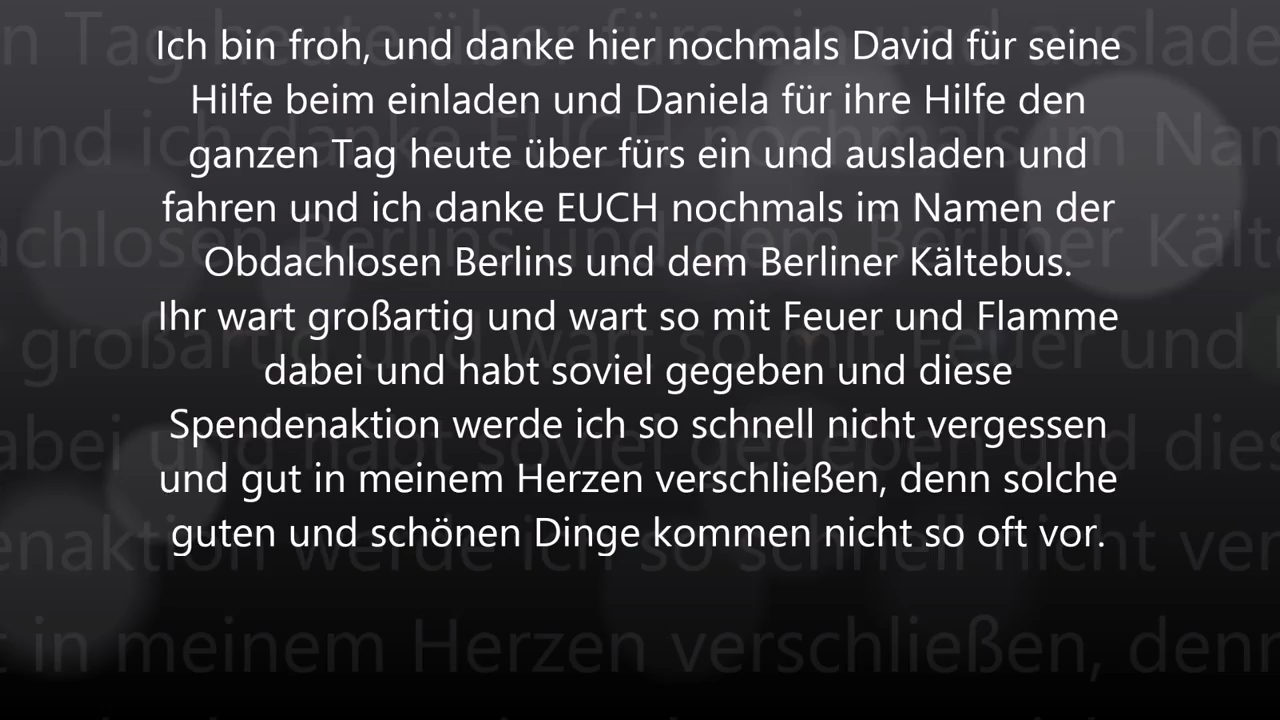 Ich bin froh, und danke hier nochmals David für seine
Hilfe beim einladen und Daniela für ihre Hilfe den
ganzen Tag heute über fürs ein und ausladen und
fahren und ich danke EUCH nochmals im Namen der
Obdachlosen Berlins und dem Berliner Kältebus.
Ihr wart großartig und wart so mit Feuer und Flamme
dabei und habt soviel gegeben und diese
Spendenaktion werde ich so schnell nicht vergessen
und gut in meinem Herzen verschließen, denn solche
guten und schönen Dinge kommen nicht so oft vor.